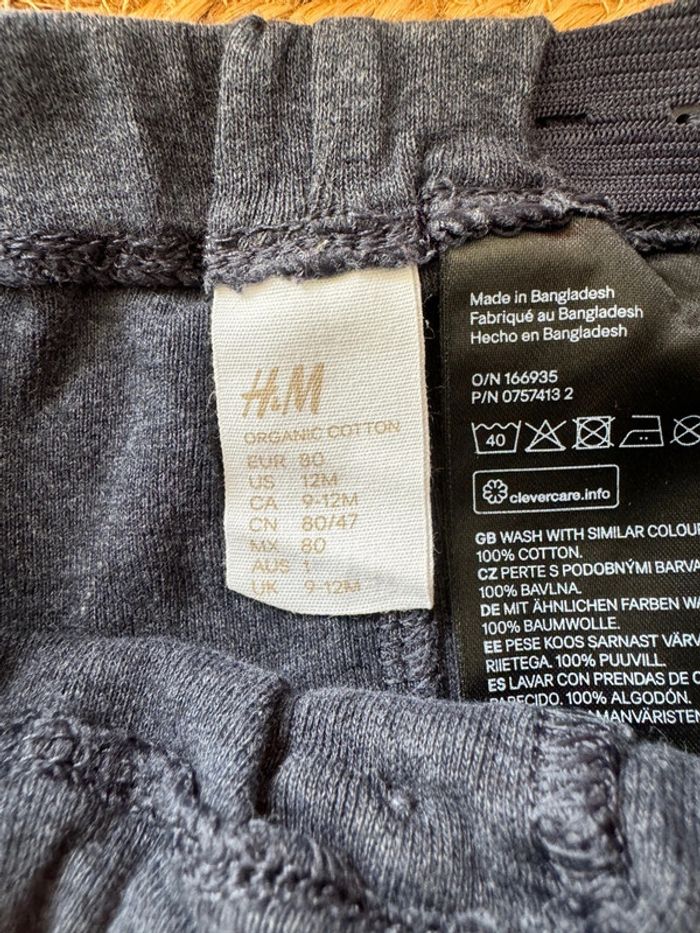 H&M
ORGANIC COTTON
EUR 80
US 12M
CA 9-12M
CN 80/47
MX 80
AUS 1
UK 9-12M
Made in Bangladesh
Fabriqué au Bangladesh
Hecho en Bangladesh
O/N 166935
P/N 0757413 2
40
clevercare.info
GB WASH WITH SIMILAR COLOU
100% COTTON.
CZ PERTE S PODOBNÝMI BARVA
100% BAVLNA.
DE MIT ÄHNLICHEN FARBEN WA
100% BAUMWOLLE.
EE PESE KOOS SARNAST VÄRV
RIIETEGA. 100% PUUVILL.
ES LAVAR CON PRENDAS DE C
PARECIDO. 100% ALGODÓN.